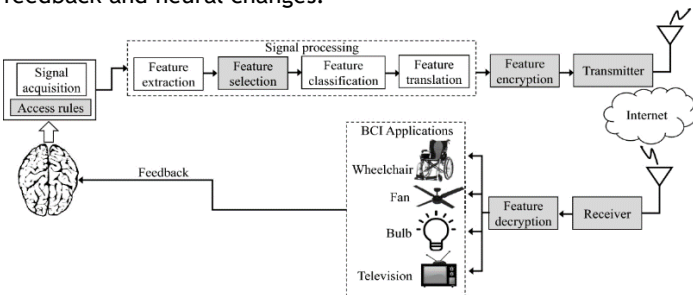 feedback and neural changes.
Signal processing
Signal
acquisition
Access rules
Feature
extraction
Feature
selection
Feature
classification
Feature
translation
Feature
encryption
Transmitter
Internet
BCI Applications
Wheelchair
Fan
Bulb
Television
Feedback
Feature
decryption
Receiver